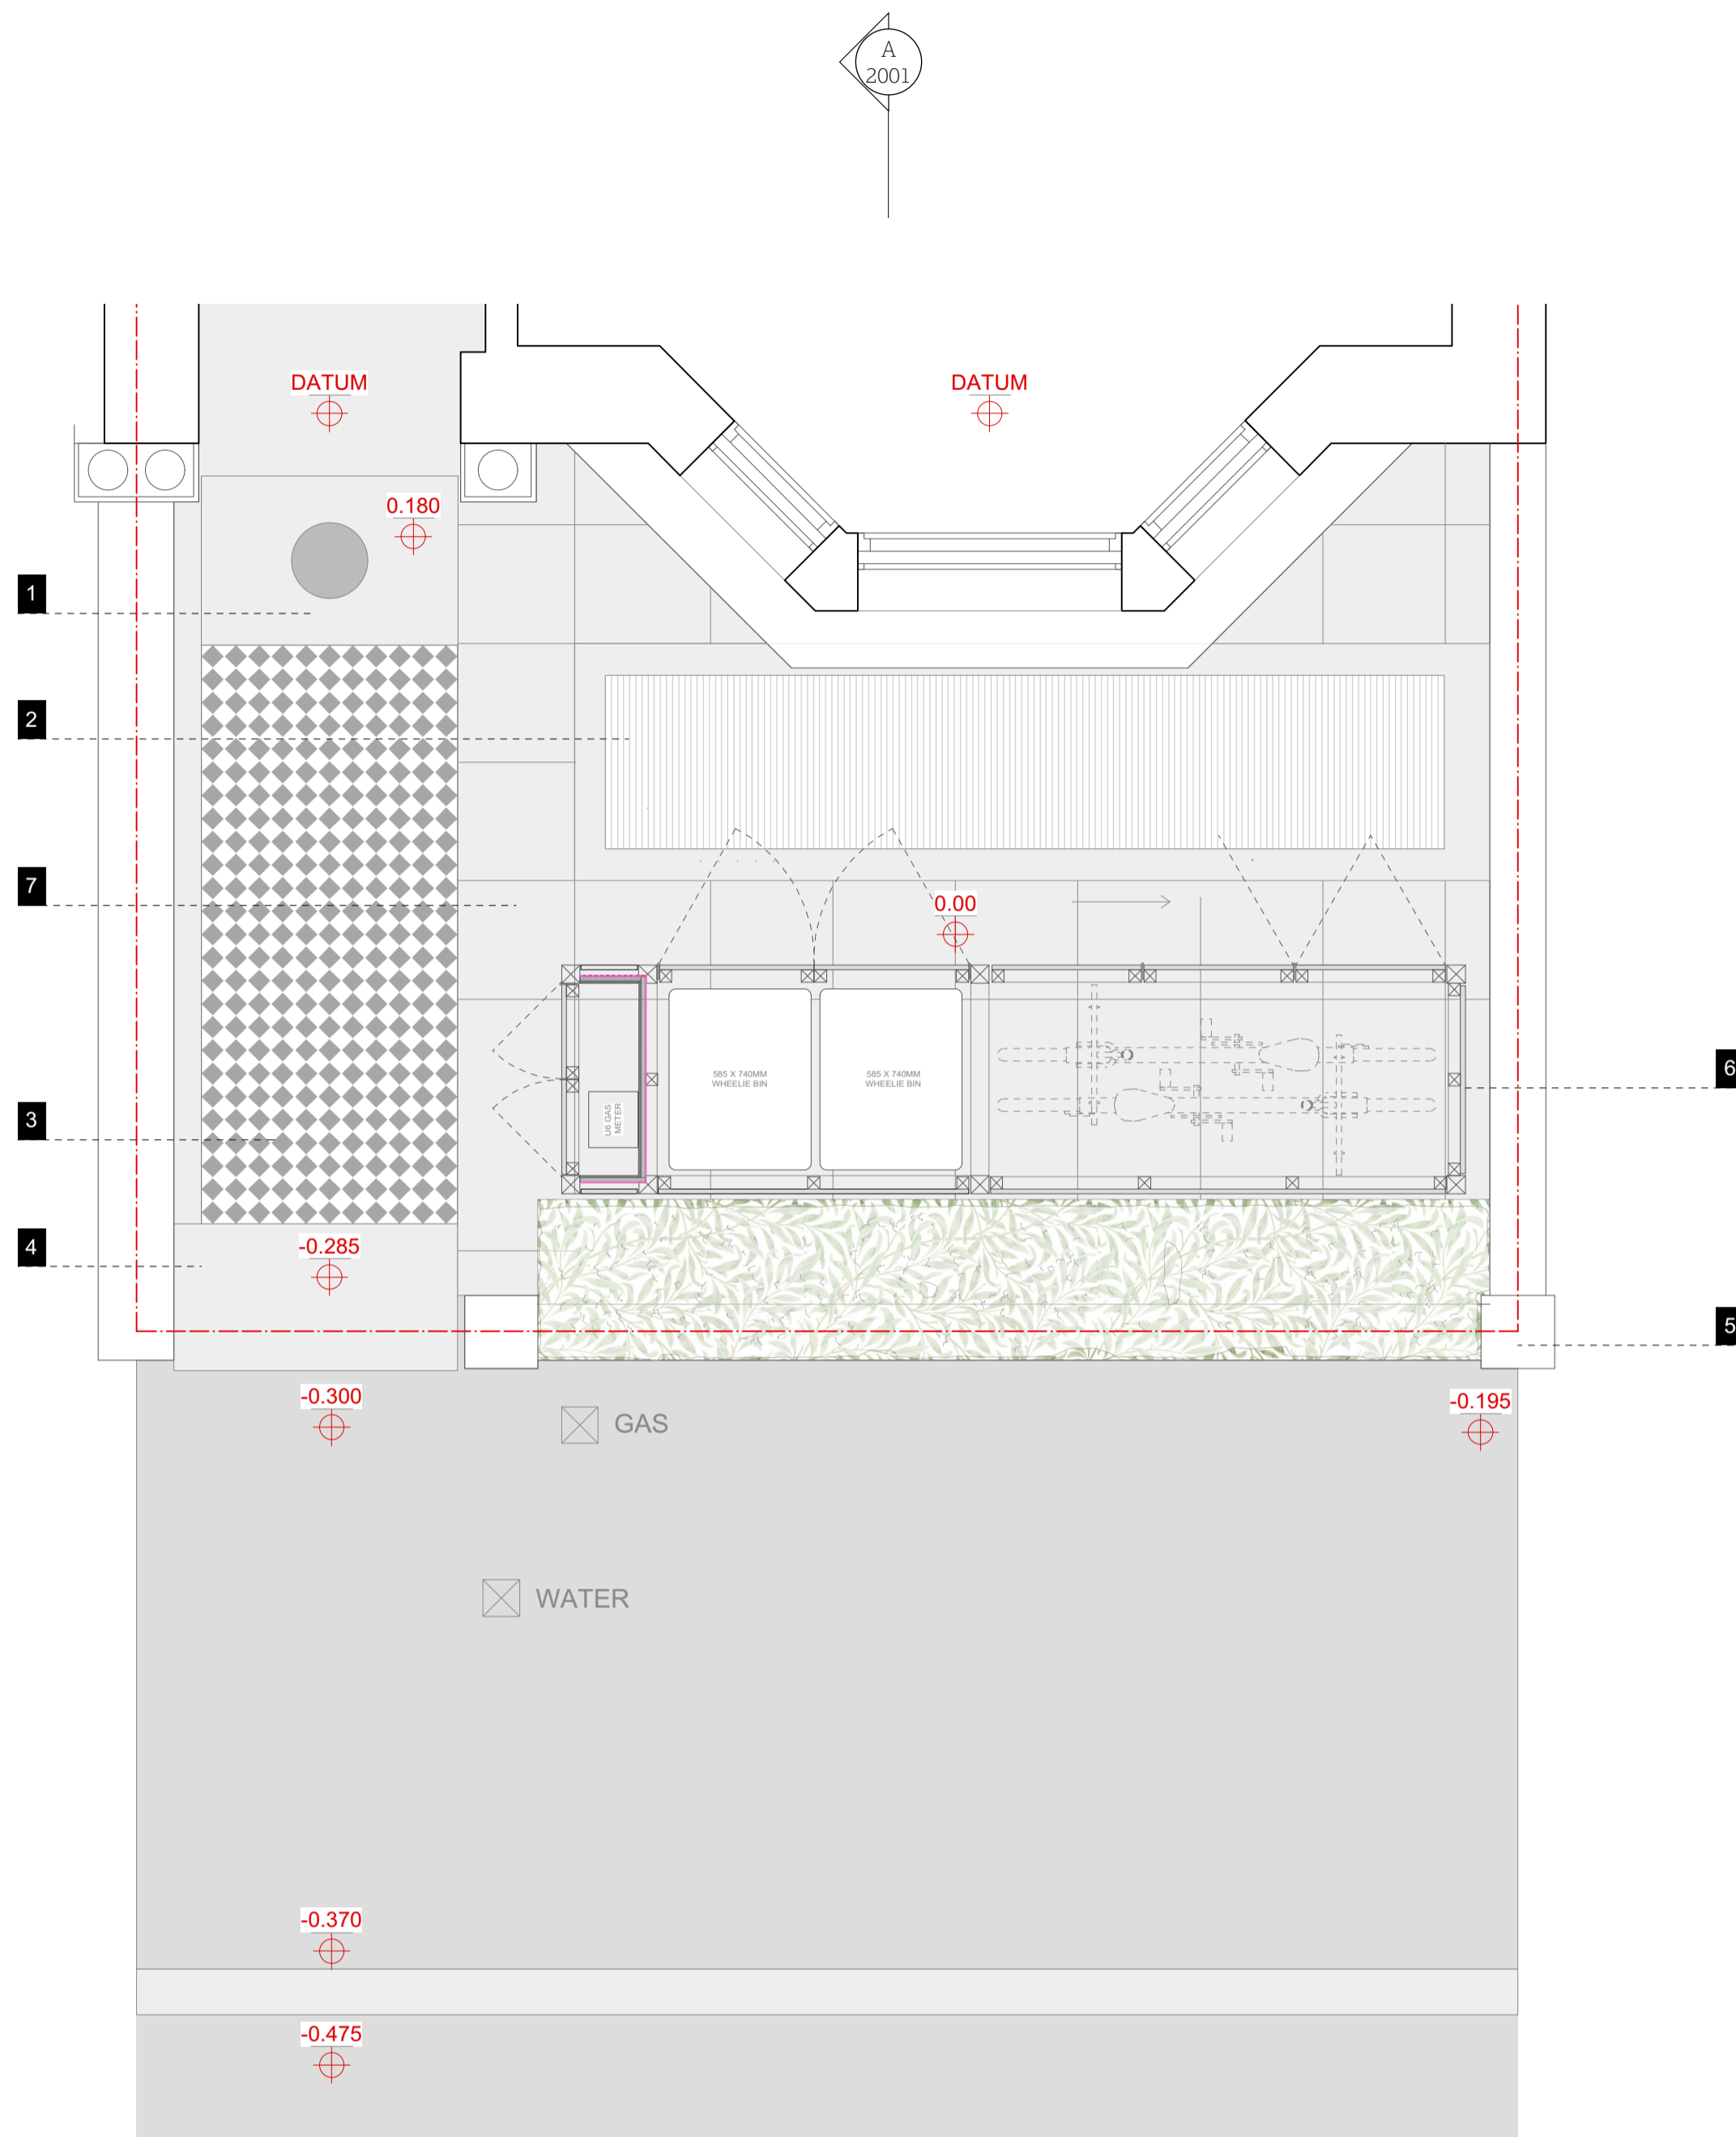 A
2001
DATUM
DATUM
0.180
1
2
7
0.00
585 X 740MM
WHEELIE BIN
585 X 740MM
WHEELIE BIN
6
U6 GAS
METER
3
4
-0.285
5
-0.300
-0.195
GAS
WATER
-0.370
-0.475